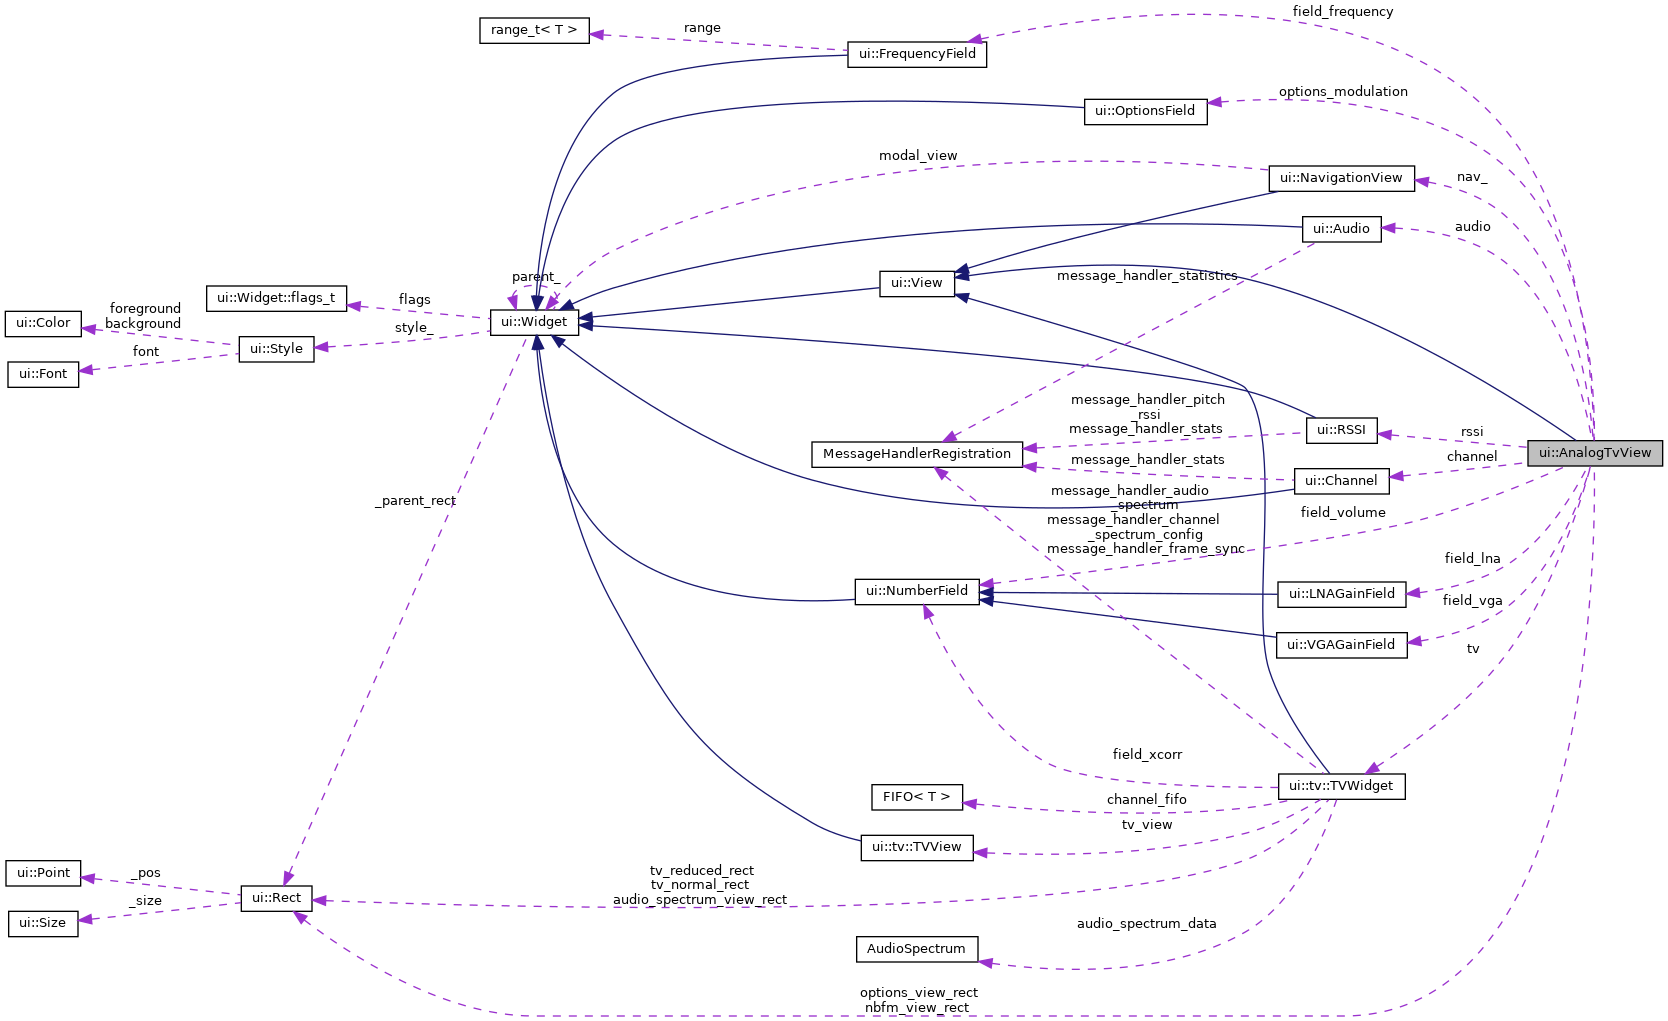 field_frequency
range_t< T >
range
ui::FrequencyField
options_modulation
ui::OptionsField
modal_view
ui::NavigationView
nav_
ui::Audio
audio
parent_
ui::View
message_handler_statistics
ui::Widget::flags_t
flags
foreground
background
ui::Color
ui::Widget
style_
ui::Style
font
ui::Font
message_handler_pitch
_rssi
message_handler_stats
ui::RSSI
rssi
MessageHandlerRegistration
message_handler_stats
ui::AnalogTvView
channel
ui::Channel
_parent_rect
message_handler_audio
_spectrum
message_handler_channel
_spectrum_config
message_handler_frame_sync
field_volume
field_lna
ui::NumberField
ui::LNAGainField
field_vga
ui::VGAGainField
tv
field_xcorr
ui::tv::TVWidget
FIFO< T >
channel_fifo
tv_view
ui::tv::TVView
ui::Point
_pos
tv_reduced_rect
tv_normal_rect
audio_spectrum_view_rect
ui::Rect
_size
ui::Size
audio_spectrum_data
AudioSpectrum
options_view_rect
nbfm_view_rect